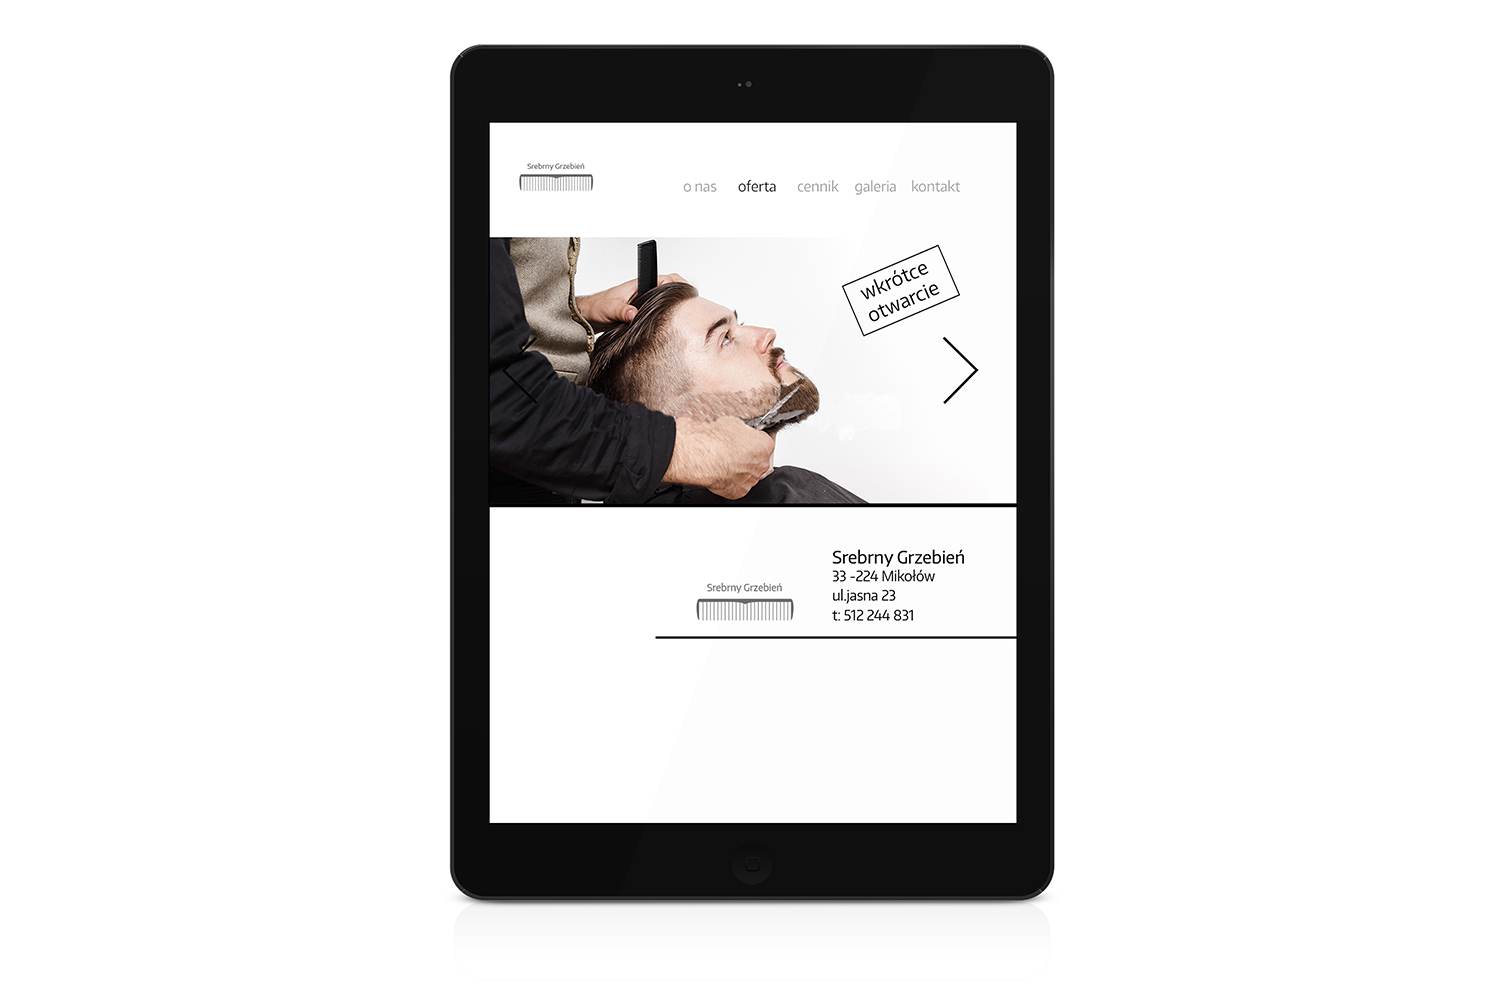 Srebrny Grzebień
o nas oferta cennik galeria kontakt
wkrótce
otwarcie
Srebrny Grzebień
Srebrny Grzebień
33 -224 Mikołów
ul.jasna 23
t: 512 244 831